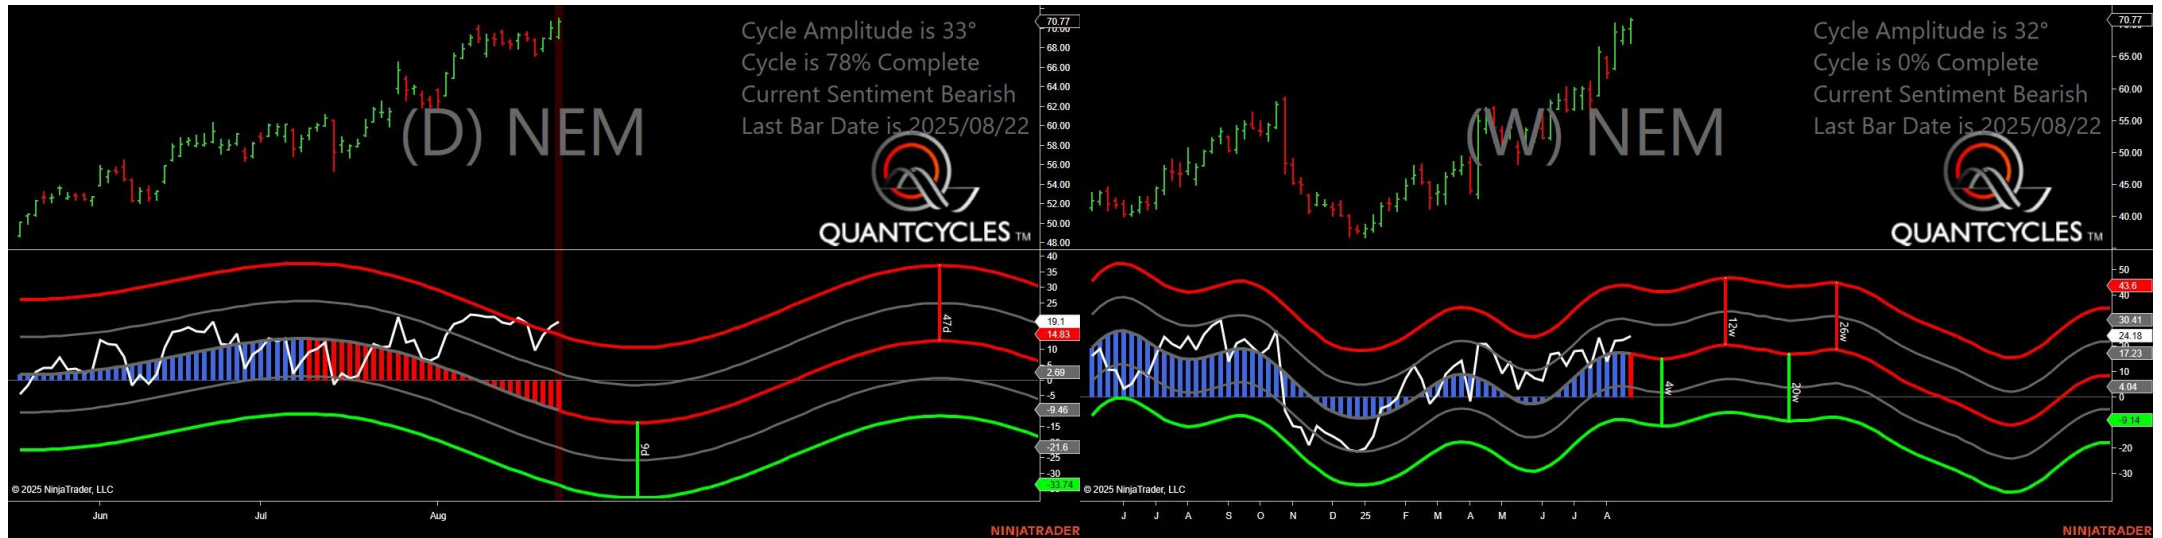 Cycle Amplitude is 33°
Cycle is 78% Complete
Current Sentiment Bearish
Last Bar Date is 2025/08/22
(D) NEM
QUANTCYCLES TM
70.77
70.00
68.00
66.00
64.00
62.00
60.00
58.00
56.00
54.00
52.00
50.00
48.00
40
35
30
25
19.1
14.83
10
5
2.69
0
-5
-9.46
-15
-21.6
-25
-30
-33.74
47d
9d
© 2025 NinjaTrader, LLC
Jun Jul Aug
NINJATRADER
Cycle Amplitude is 32°
Cycle is 0% Complete
Current Sentiment Bearish
Last Bar Date is 2025/08/22
(W) NEM
QUANTCYCLES TM
70.77
65.00
60.00
55.00
50.00
45.00
40.00
50
43.6
40
30.41
24.18
17.23
4.04
0
-9.14
-20
-30
12w
26w
4w
20w
© 2025 NinjaTrader, LLC
J J A S O N D 25 F M A M J J A
NINJATRADER